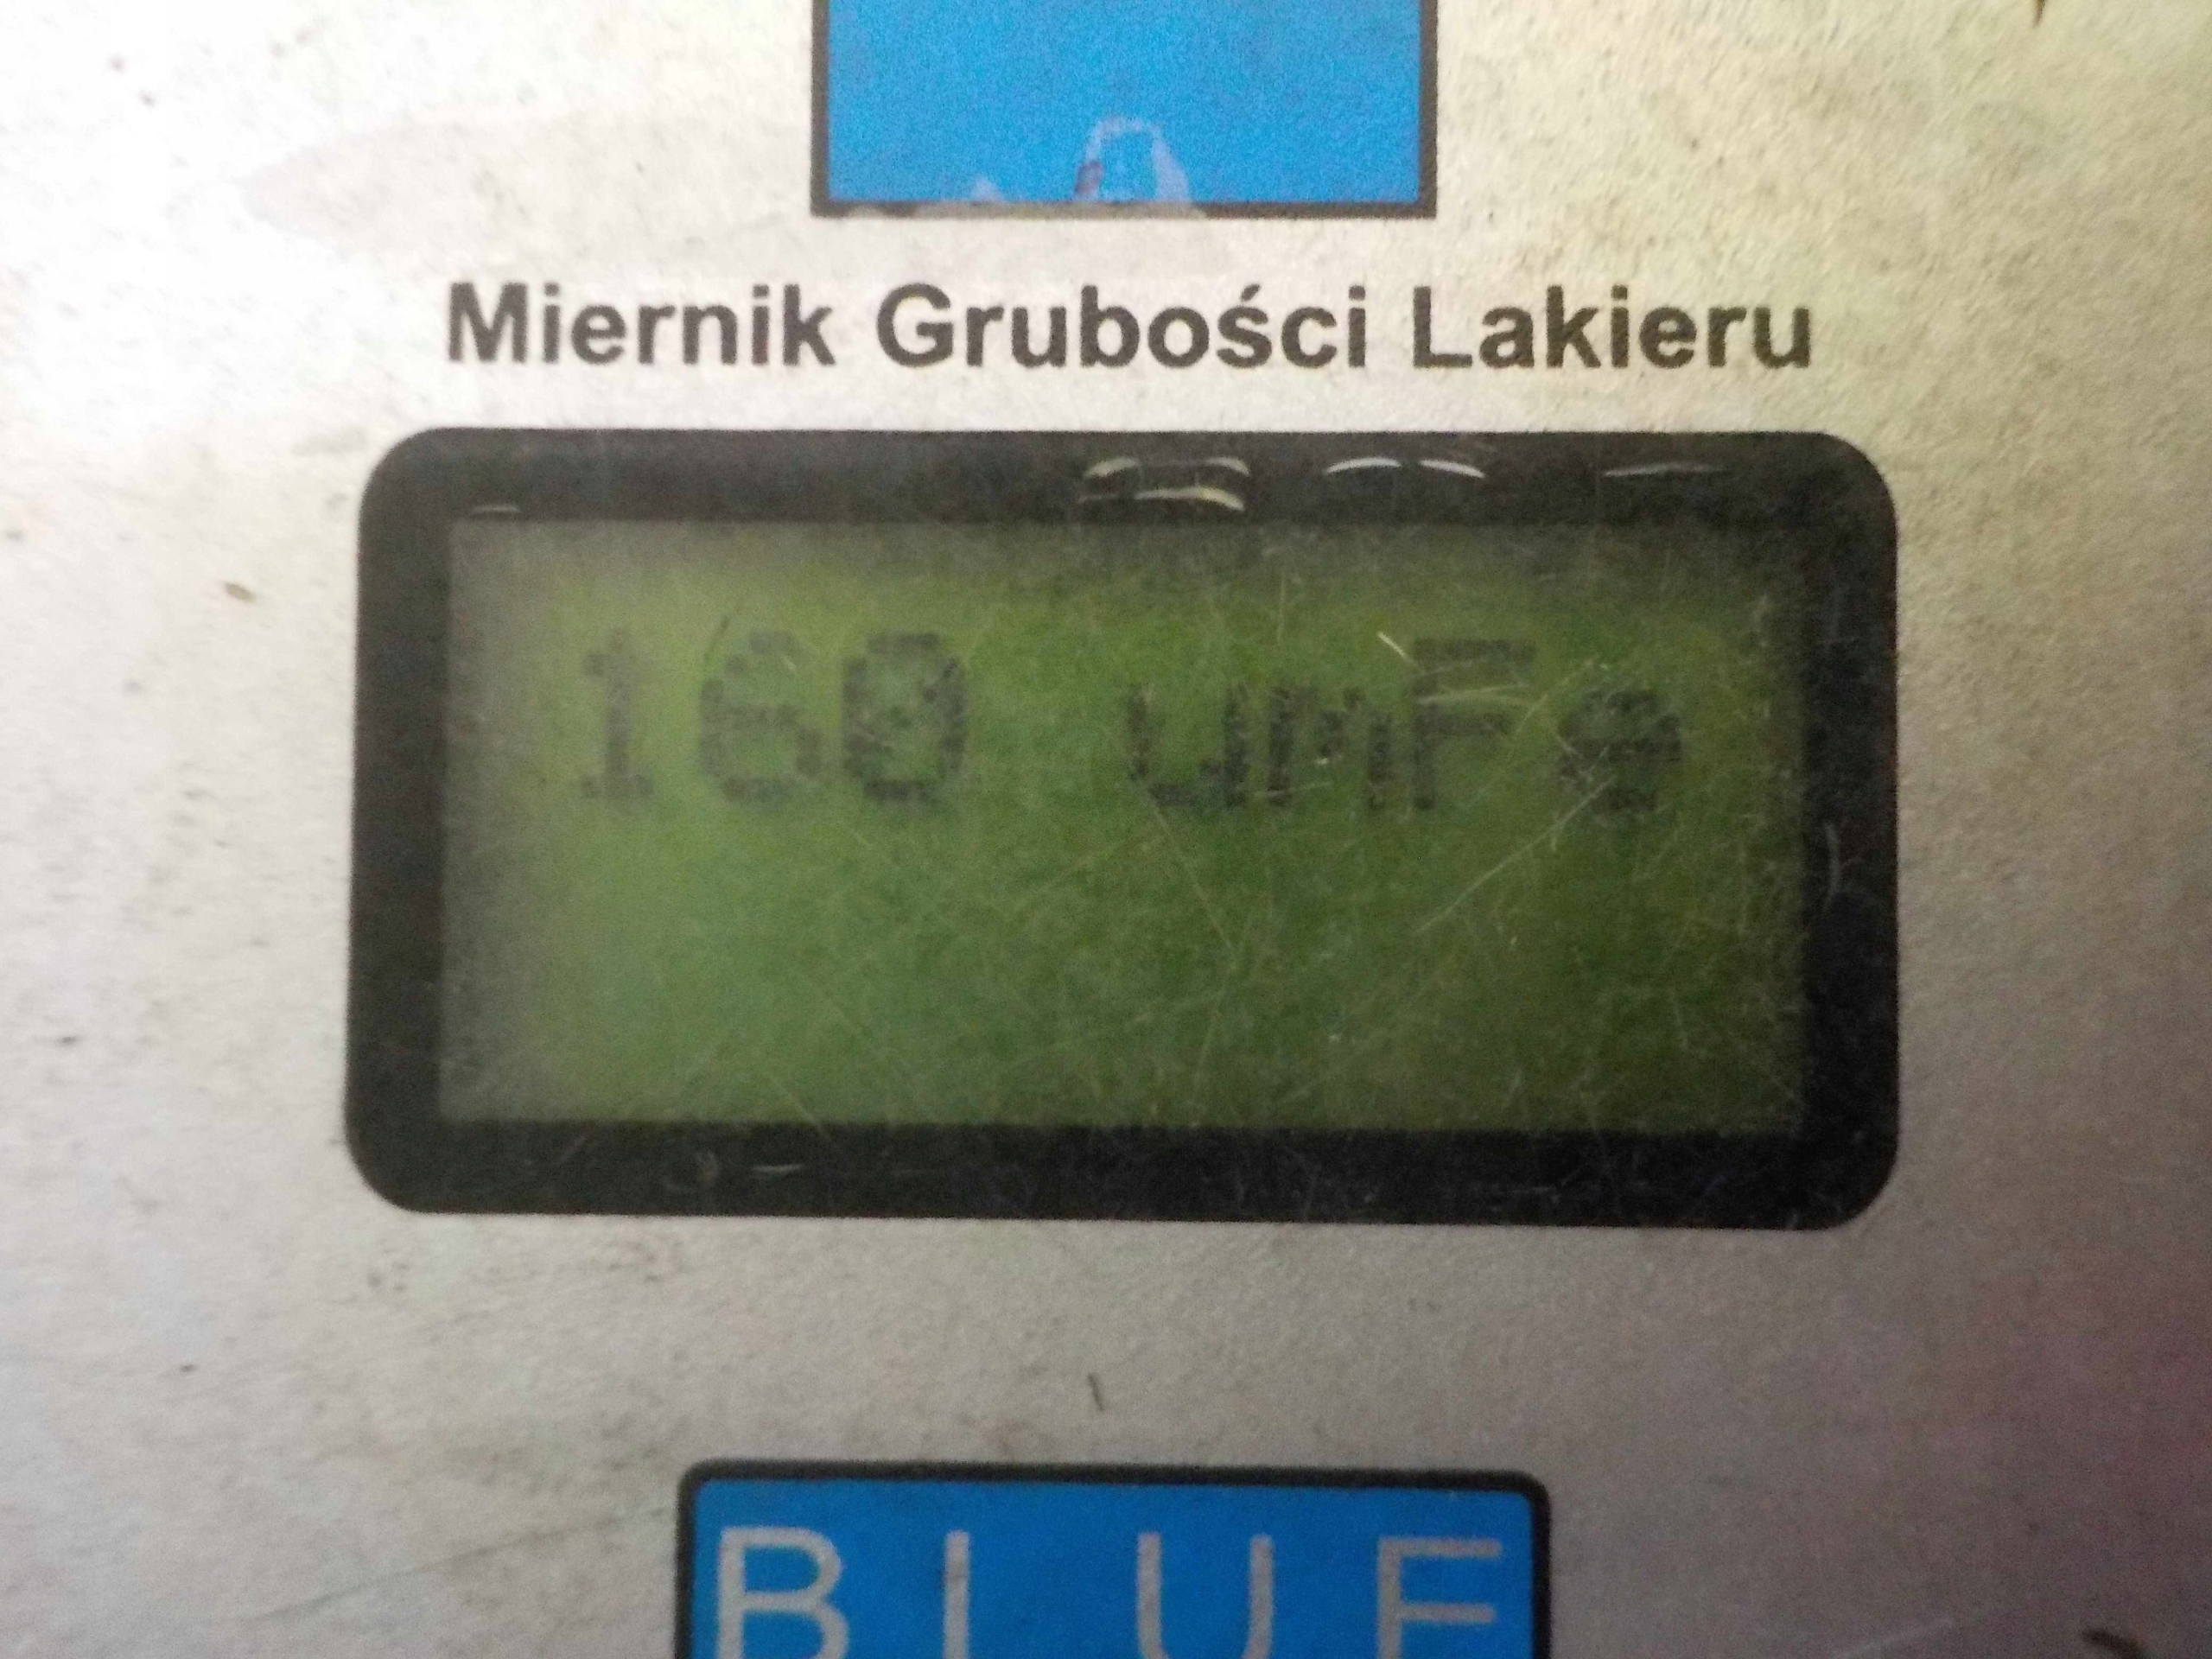 Miernik Grubości Lakieru
160 umFe
BLUE